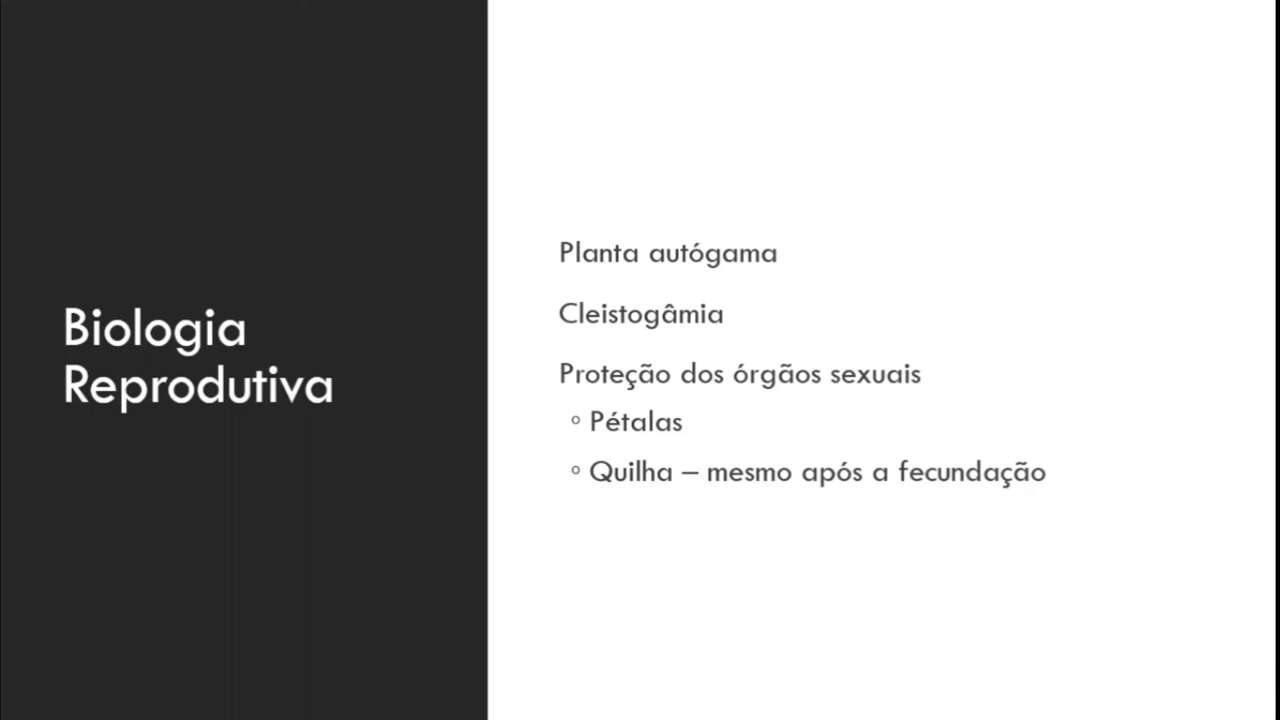 Biologia
Reprodutiva
Planta autógama
Cleistogâmia
Proteção dos órgãos sexuais
◦ Pétalas
◦ Quilha – mesmo após a fecundação